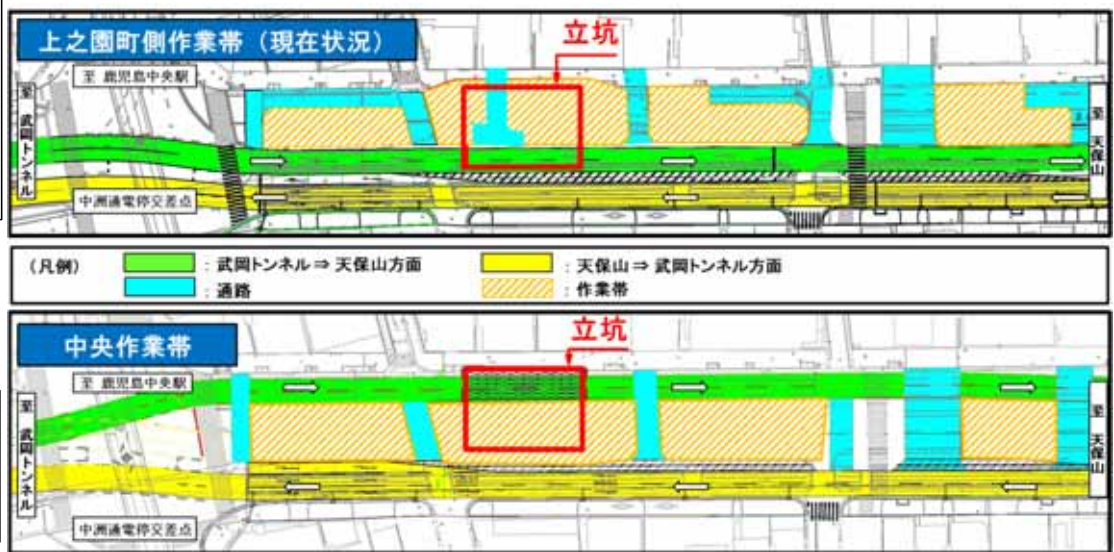 上之園町側作業帯（現在状況）
立坑
至 鹿児島中央駅
至 武岡トンネル
至 天保山
中洲通電停交差点
（凡例）
：武岡トンネル⇒天保山方面
：天保山⇒武岡トンネル方面
：通路
：作業帯
中央作業帯
立坑
至 鹿児島中央駅
至 武岡トンネル
至 天保山
中洲通電停交差点